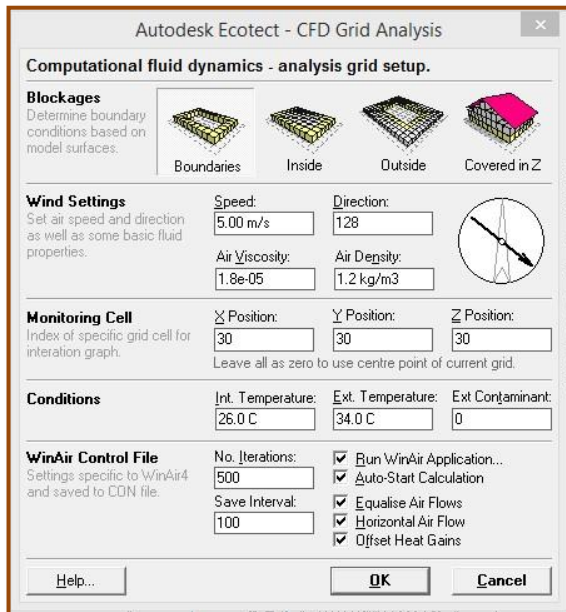 Autodesk Ecotect - CFD Grid Analysis
×
Computational fluid dynamics - analysis grid setup.
Blockages
Determine boundary
conditions based on
model surfaces.
Boundaries
Inside
Outside
Covered in Z
Wind Settings
Set air speed and direction
as well as some basic fluid
properties.
Speed:
Direction:
5.00 m/s
128
Air Viscosity:
Air Density:
1.8e-05
1.2 kg/m3
Monitoring Cell
Index of specific grid cell for
interation graph.
X Position:
Y Position:
Z Position:
30
30
30
Leave all as zero to use centre point of current grid.
Conditions
Int. Temperature:
Ext. Temperature:
Ext Contaminant:
26.0 C
34.0 C
0
WinAir Control File
Settings specific to WinAir4
and saved to CON file.
No. Iterations:
500
Save Interval:
100
Run WinAir Application...
Auto-Start Calculation
Equalise Air Flows
Horizontal Air Flow
Offset Heat Gains
Help...
OK
Cancel